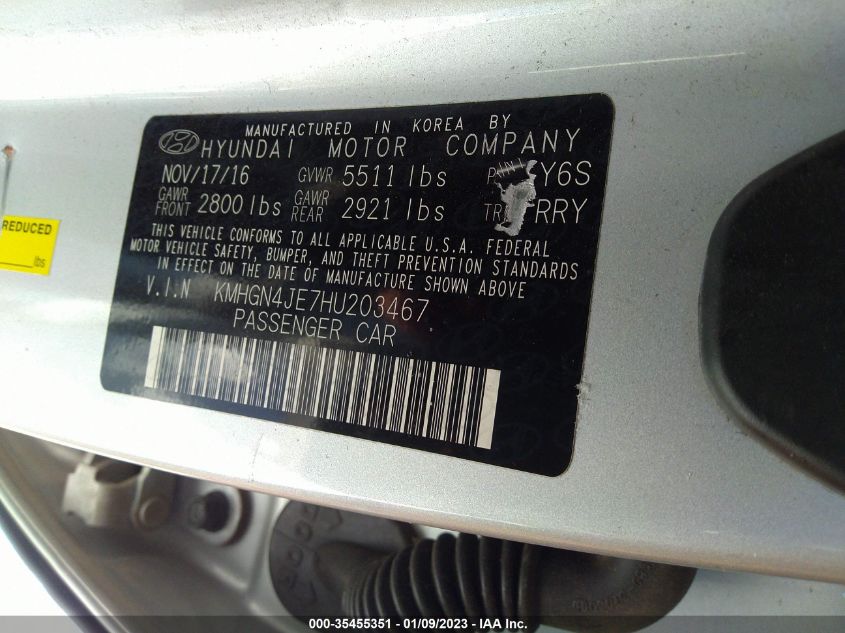 MANUFACTURED IN KOREA BY
HYUNDAI MOTOR COMPANY
NOV/17/16 GVWR 5511 lbs PAINT Y6S
GAWR FRONT 2800 lbs GAWR REAR 2921 lbs TR RRY
THIS VEHICLE CONFORMS TO ALL APPLICABLE U.S.A. FEDERAL
MOTOR VEHICLE SAFETY, BUMPER, AND THEFT PREVENTION STANDARDS
IN EFFECT ON THE DATE OF MANUFACTURE SHOWN ABOVE
V.I.N KMHGN4JE7HU203467
PASSENGER CAR
REDUCED
lbs
DOOR
000-35455351 / 01/09/2023 - IAA Inc.